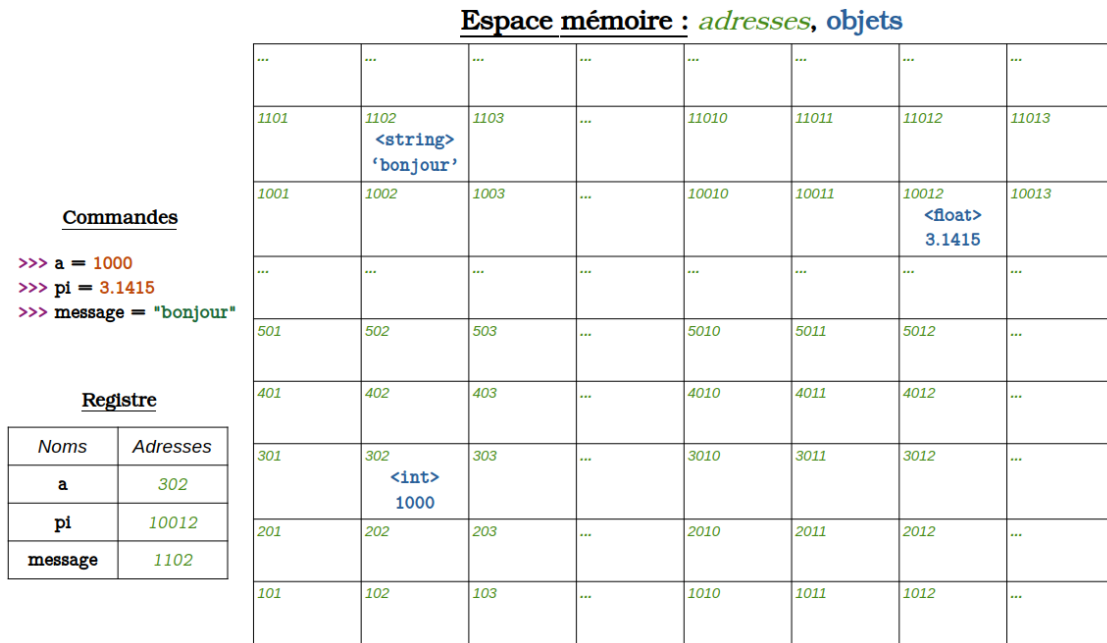 Espace mémoire : adresses, objets
... ... ... ... ... ... ... ...
1101 1102 1103 ... 11010 11011 11012 11013
<string>
‘bonjour’
1001 1002 1003 ... 10010 10011 10012 10013
<float>
3.1415
... ... ... ... ... ... ... ...
501 502 503 ... 5010 5011 5012 ...
401 402 403 ... 4010 4011 4012 ...
301 302 303 ... 3010 3011 3012 ...
<int>
1000
201 202 203 ... 2010 2011 2012 ...
101 102 103 ... 1010 1011 1012 ...
Commandes
>>> a = 1000
>>> pi = 3.1415
>>> message = "bonjour"
Registre
Noms Adresses
a 302
pi 10012
message 1102